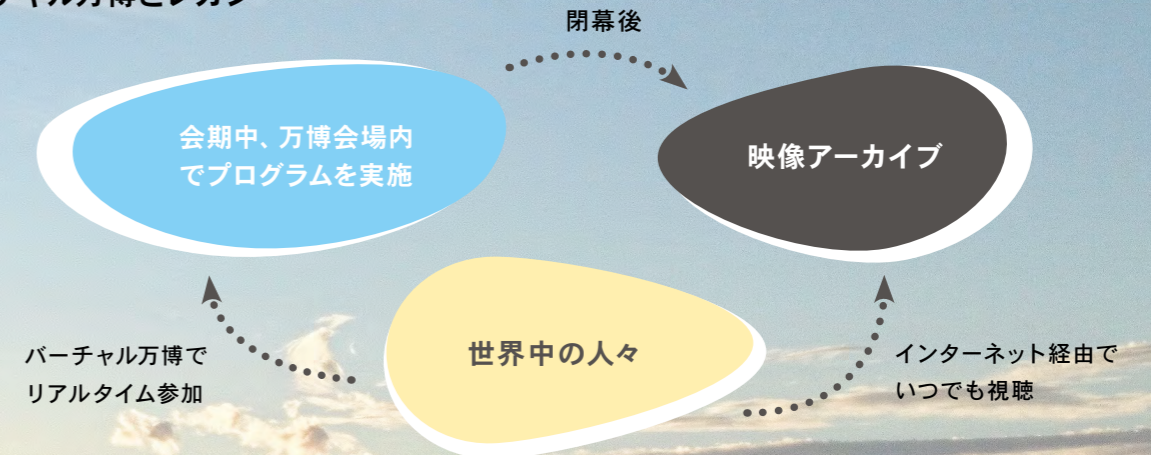 閉幕後
会期中、万博会場内
でプログラムを実施
映像アーカイブ
世界中の人々
バーチャル万博で
リアルタイム参加
インターネット経由で
いつでも視聴